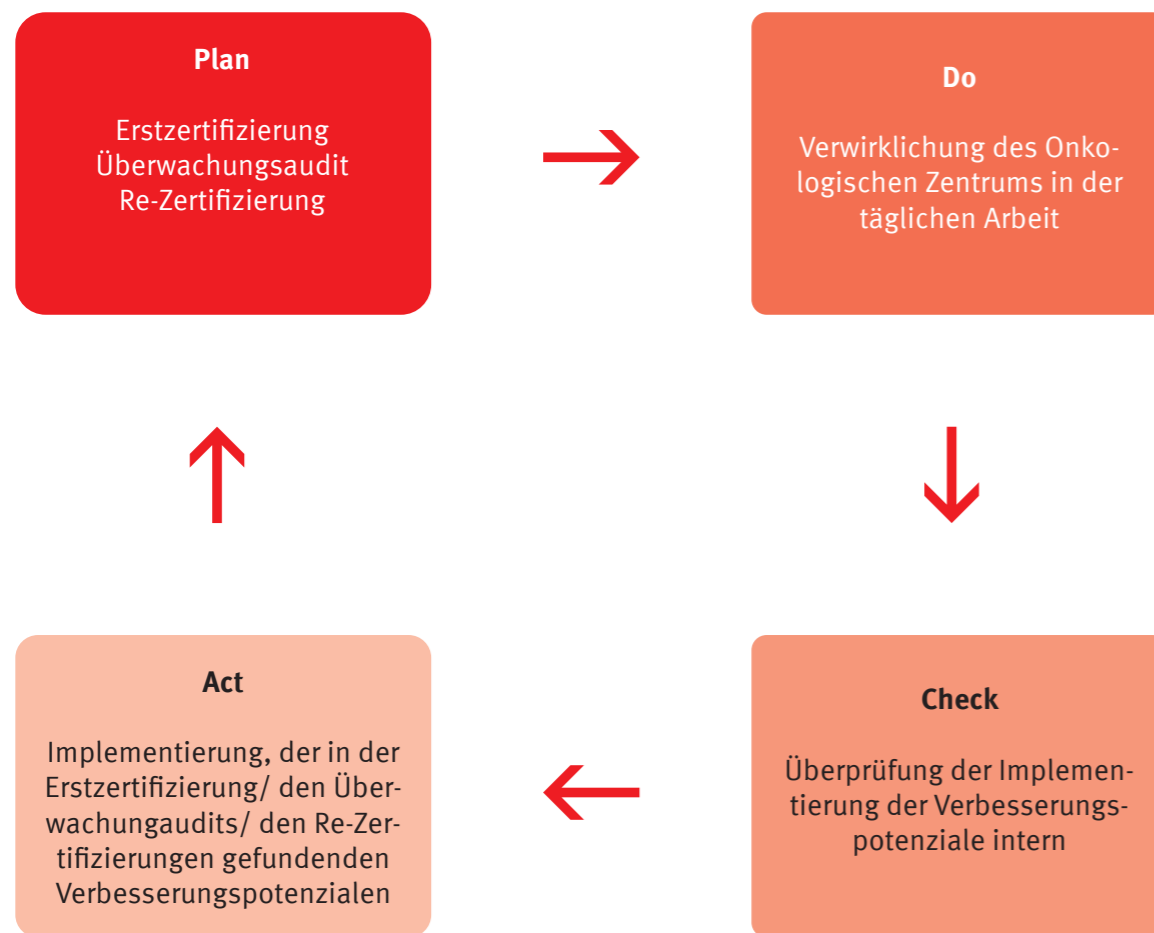 Plan
Erstzertifizierung
Überwachungsaudit
Re-Zertifizierung
Do
Verwirklichung des Onko-
logischen Zentrums in der
täglichen Arbeit
Act
Implementierung, der in der
Erstzertifizierung/ den Über-
wachungaudits/ den Re-Zer-
tifizierungen gefundenden
Verbesserungspotenzialen
Check
Überprüfung der Implemen-
tierung der Verbesserungs-
potenziale intern